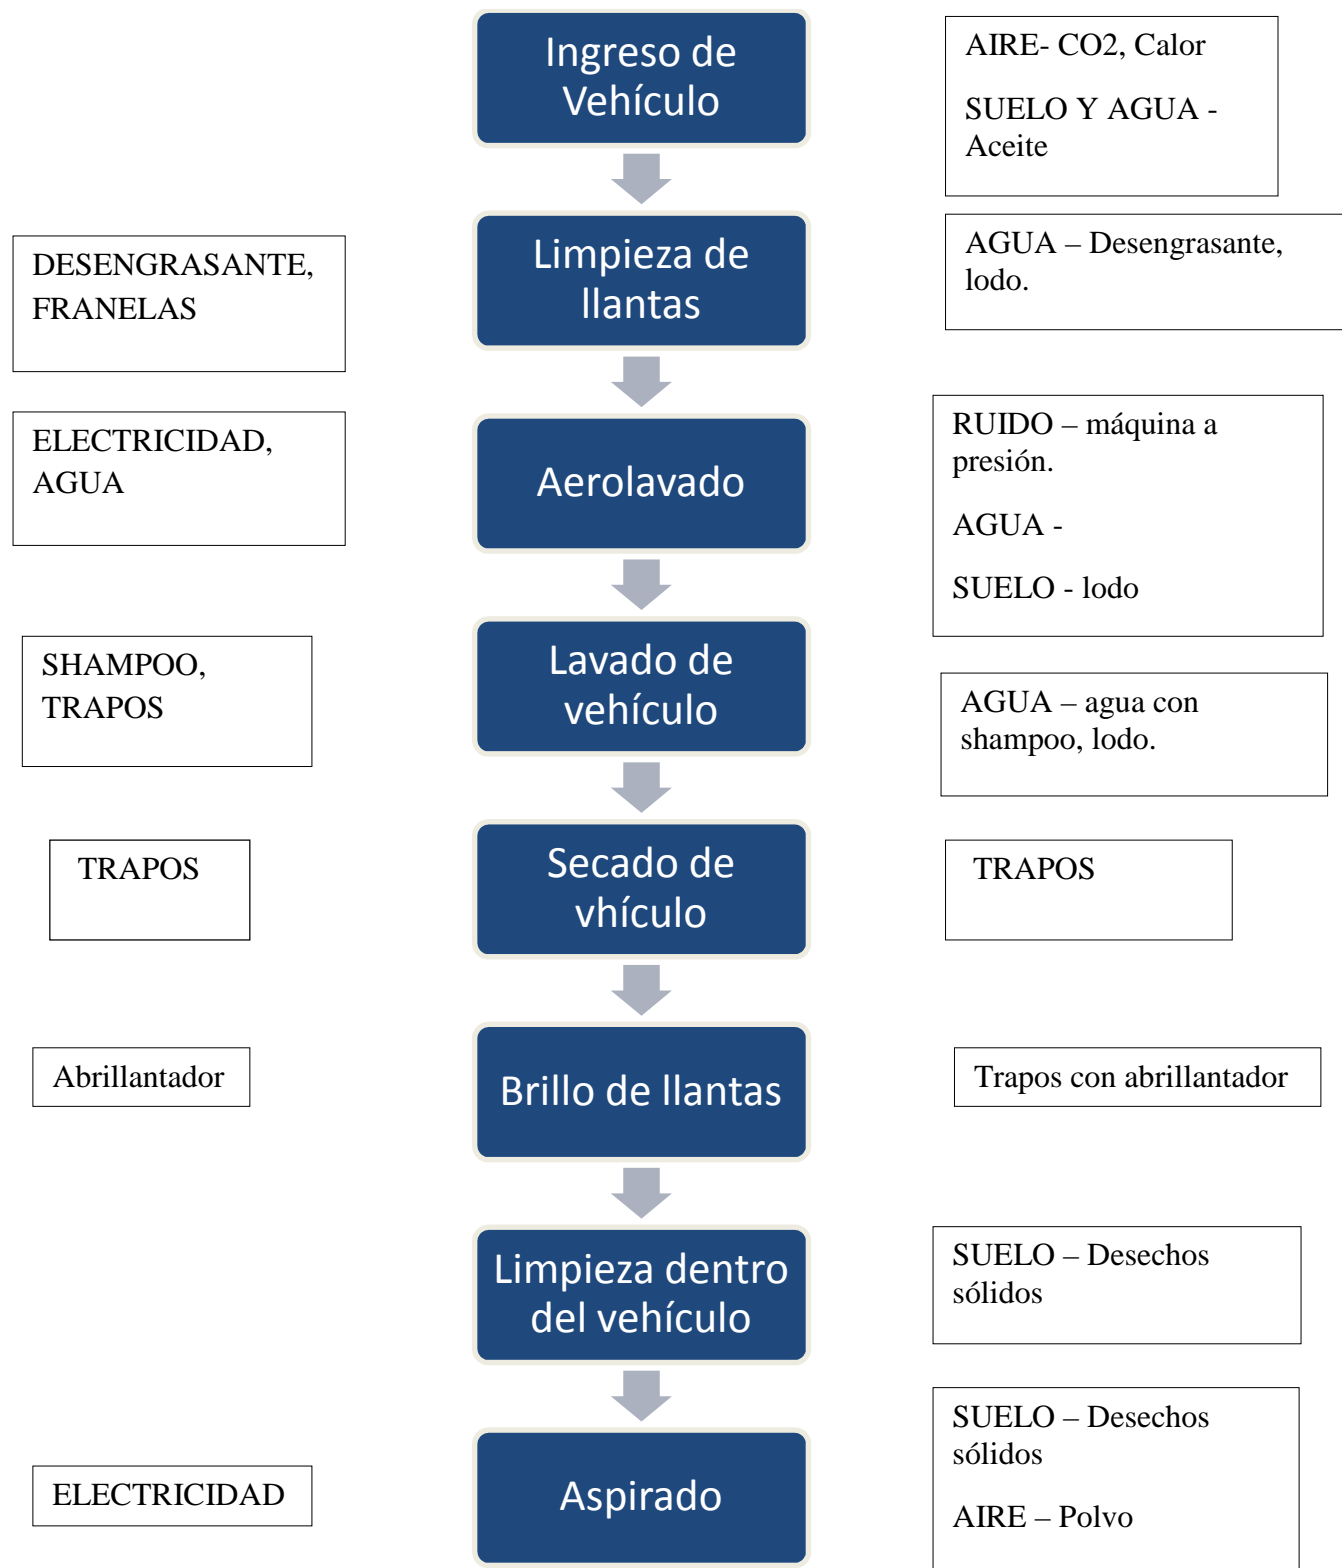 Ingreso de
Vehículo
AIRE- CO2, Calor
SUELO Y AGUA -
Aceite
DESENGRASANTE,
FRANELAS
Limpieza de
llantas
AGUA – Desengrasante,
lodo.
ELECTRICIDAD,
AGUA
Aerolavado
RUIDO – máquina a
presión.
AGUA -
SUELO - lodo
SHAMPOO,
TRAPOS
Lavado de
vehículo
AGUA – agua con
shampoo, lodo.
TRAPOS
Secado de
vhículo
TRAPOS
Abrillantador
Brillo de llantas
Trapos con abrillantador
Limpieza dentro
del vehículo
SUELO – Desechos
sólidos
ELECTRICIDAD
Aspirado
SUELO – Desechos
sólidos
AIRE – Polvo